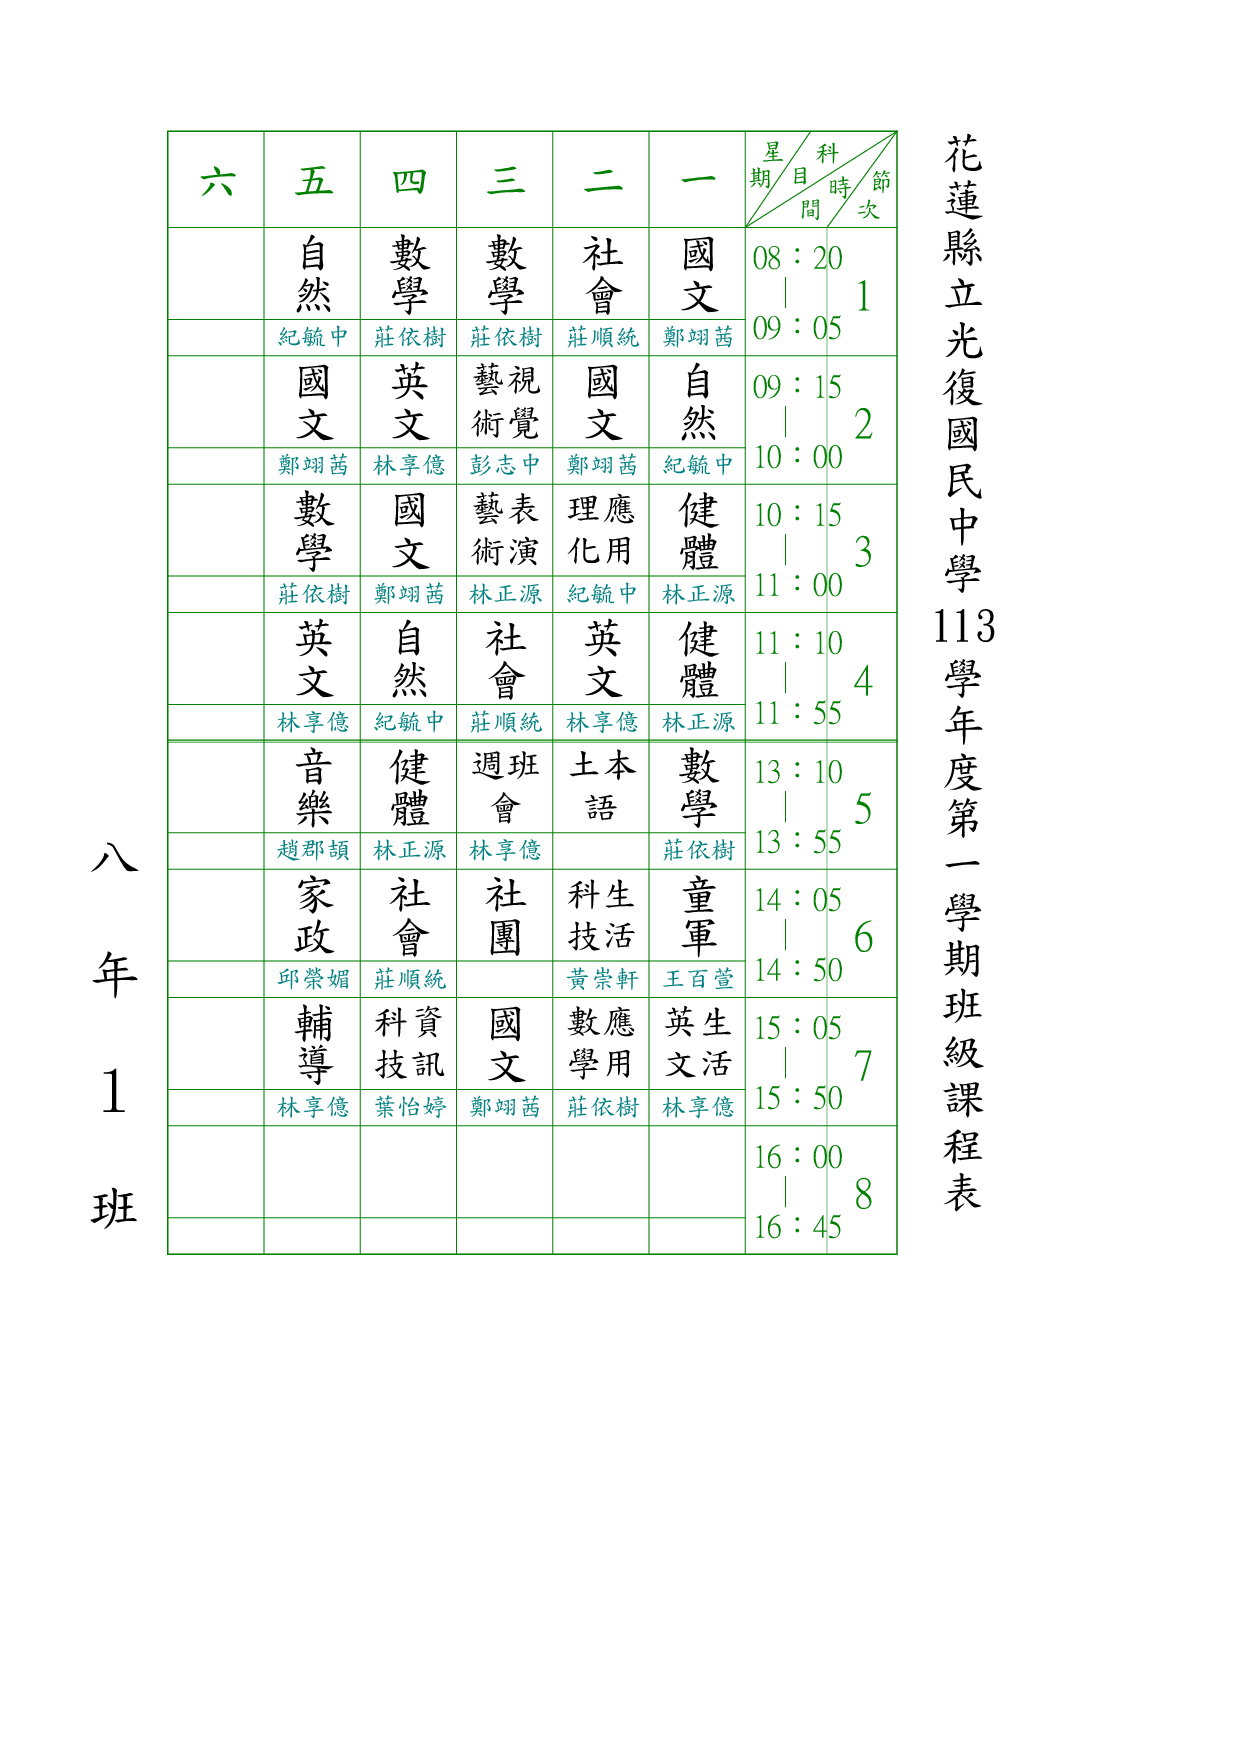 花蓮縣立光復國民中學113學年度第一學期班級課程表
星期 科目 時間 節次
一 二 三 四 五 六
08：20｜09：05 1
國文 社會 數學 數學 自然
鄭翊茜 莊順統 莊依樹 莊依樹 紀毓中
09：15｜10：00 2
自然 國文 視覺藝術 英文 國文
紀毓中 鄭翊茜 彭志中 林享億 鄭翊茜
10：15｜11：00 3
健體 應用理化 表演藝術 國文 數學
林正源 紀毓中 林正源 鄭翊茜 莊依樹
11：10｜11：55 4
健體 英文 社會 自然 英文
林正源 林享億 莊順統 紀毓中 林享億
13：10｜13：55 5
數學 本土語 班週會 健體 音樂
莊依樹 林享億 林正源 趙郡頡
14：05｜14：50 6
童軍 生活科技 社團 社會 家政
王百萱 黃崇軒 莊順統 邱榮媚
15：05｜15：50 7
生活英文 應用數學 國文 資訊科技 輔導
林享億 莊依樹 鄭翊茜 葉怡婷 林享億
16：00｜16：45 8
八年1班